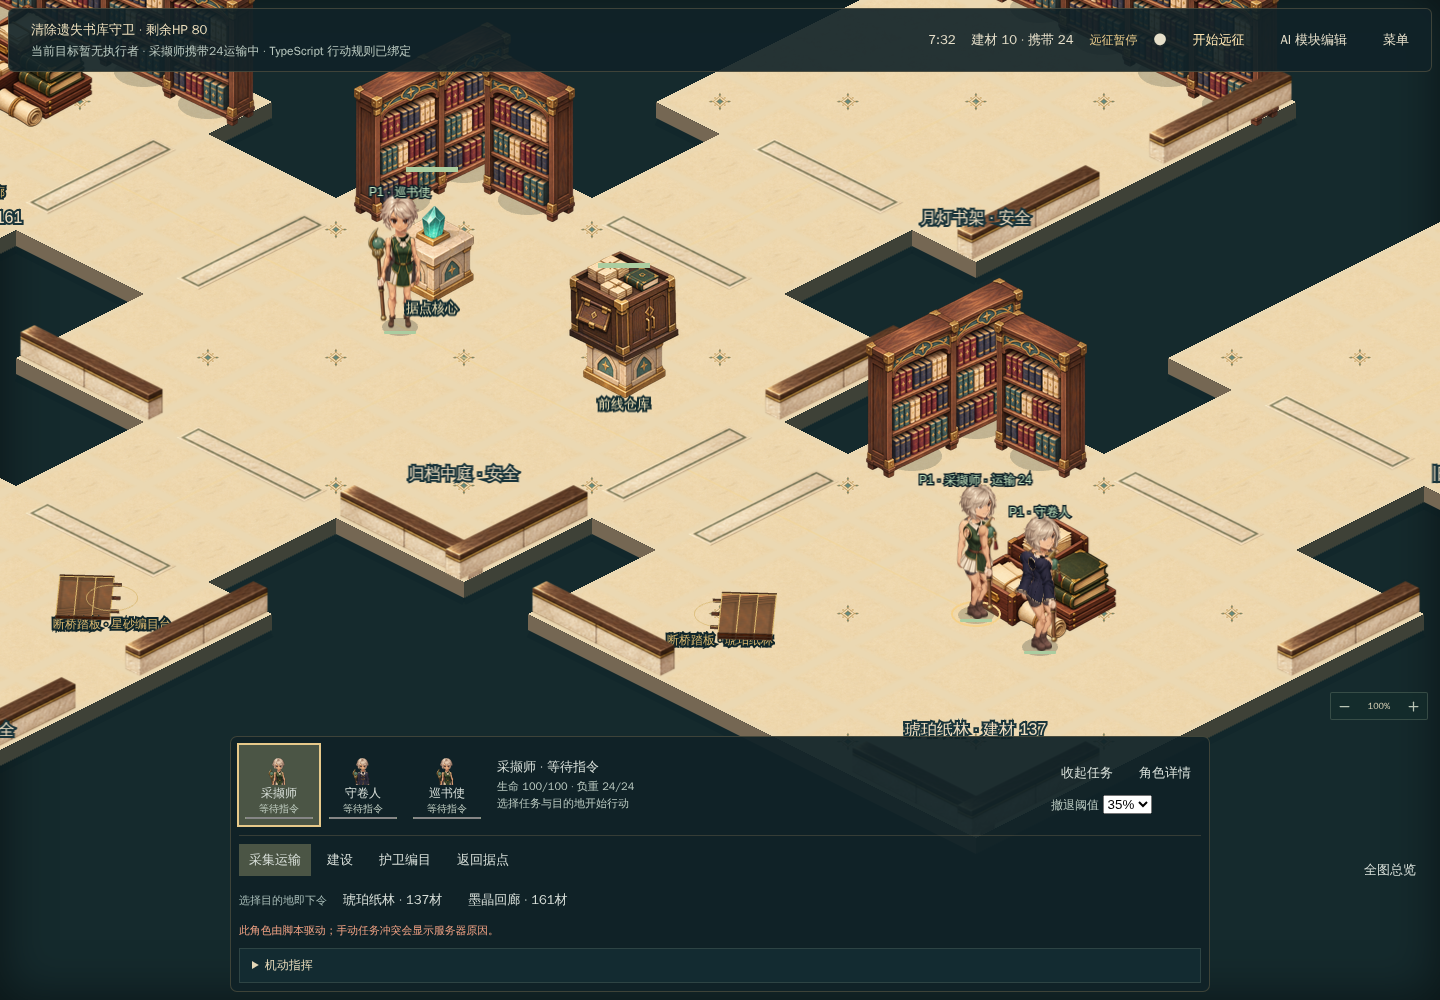 清除遗失书库守卫 · 剩余HP 80
当前目标暂无执行者 · 采撷师携带24运输中 · TypeScript 行动规则已绑定
7:32 建材 10 · 携带 24 远征暂停 开始远征 AI 模块编辑 菜单
161
P1 · 巡书使
月灯书架 · 安全
据点核心
前线仓库
归档中庭 · 安全
P1 · 采撷师 · 运输 24
P1 · 守卷人
断桥踏板 · 星砂编目台
断桥踏板 · 琥珀纸林
全
琥珀纸林 · 建材 137
100%
采撷师
等待指令
守卷人
等待指令
巡书使
等待指令
采撷师 · 等待指令
生命 100/100 · 负重 24/24
选择任务与目的地开始行动
收起任务 角色详情
撤退阈值 35%
采集运输 建设 护卫编目 返回据点
选择目的地即下令 琥珀纸林 · 137材 墨晶回廊 · 161材
此角色由脚本驱动；手动任务冲突会显示服务器原因。
机动指挥
全图总览